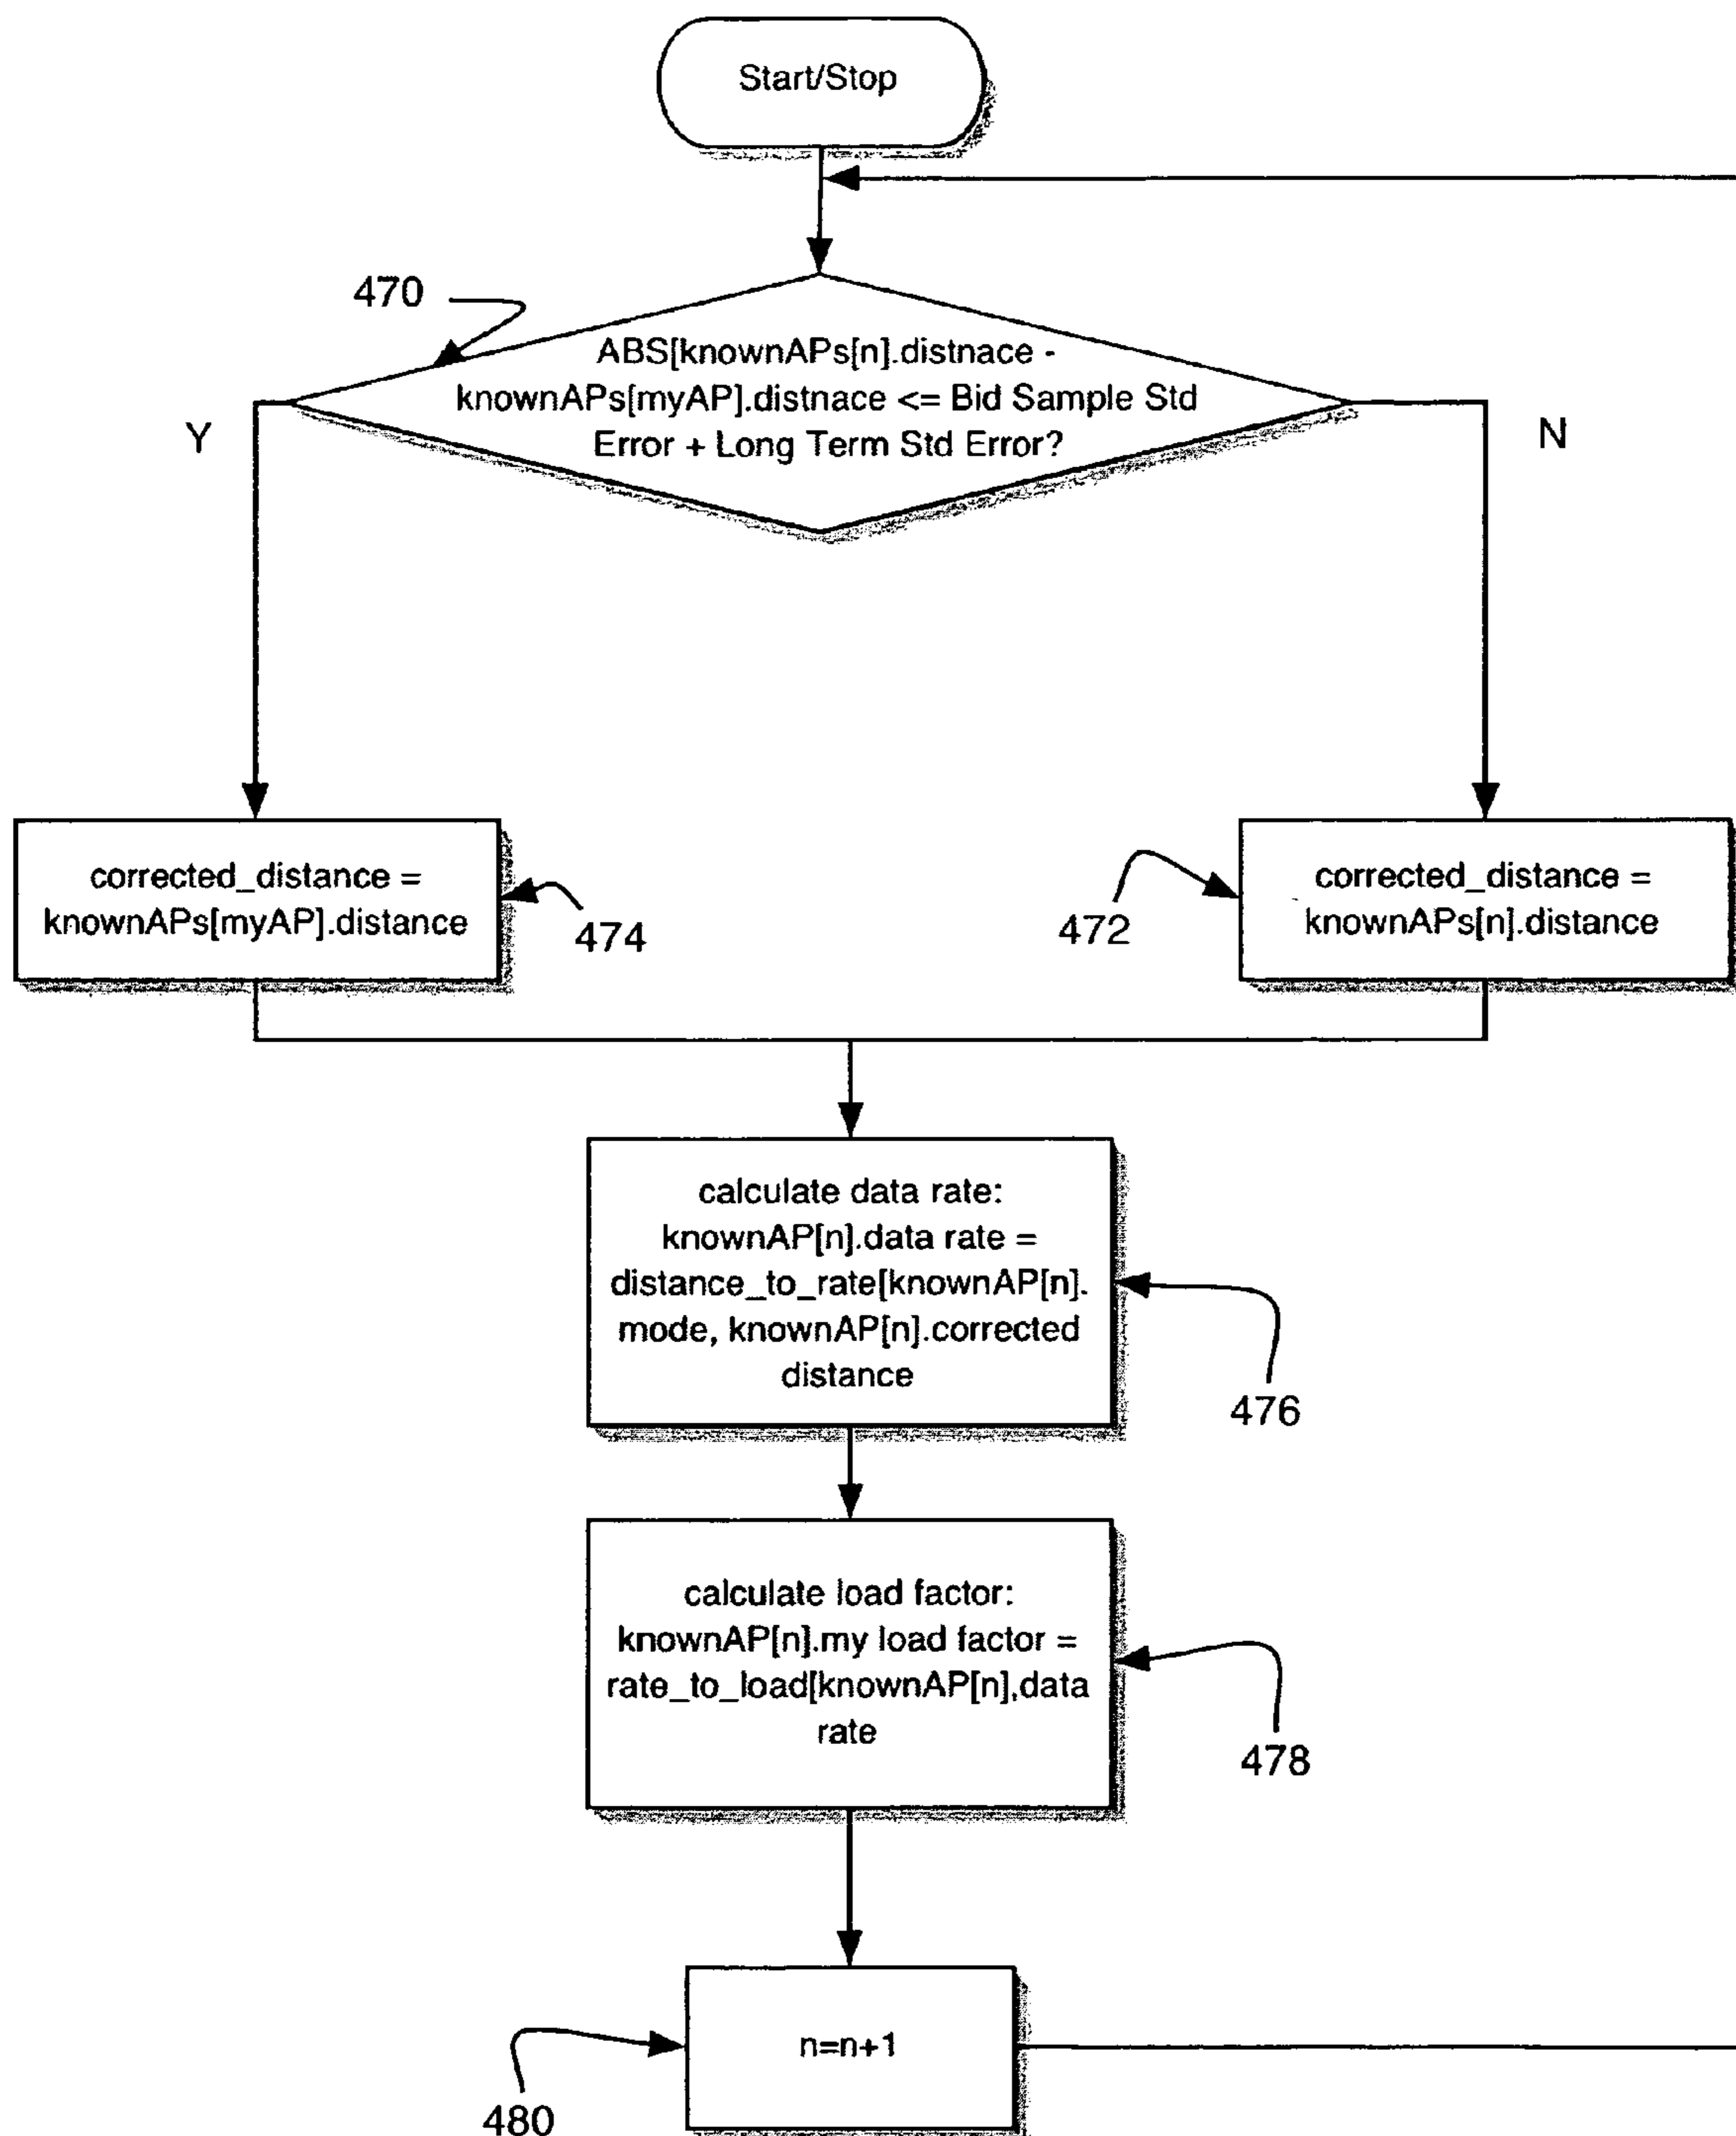 Start/Stop
470
ABS[knownAPs[n].distnace -
knownAPs[myAP].distnace <= Bid Sample Std
Error + Long Term Std Error?
Y
N
corrected_distance =
knownAPs[myAP].distance
474
472
corrected_distance =
knownAPs[n].distance
calculate data rate:
knownAP[n].data rate =
distance_to_rate[knownAP[n].
mode, knownAP[n].corrected
distance
476
calculate load factor:
knownAP[n].my load factor =
rate_to_load[knownAP[n],data
rate
478
n=n+1
480